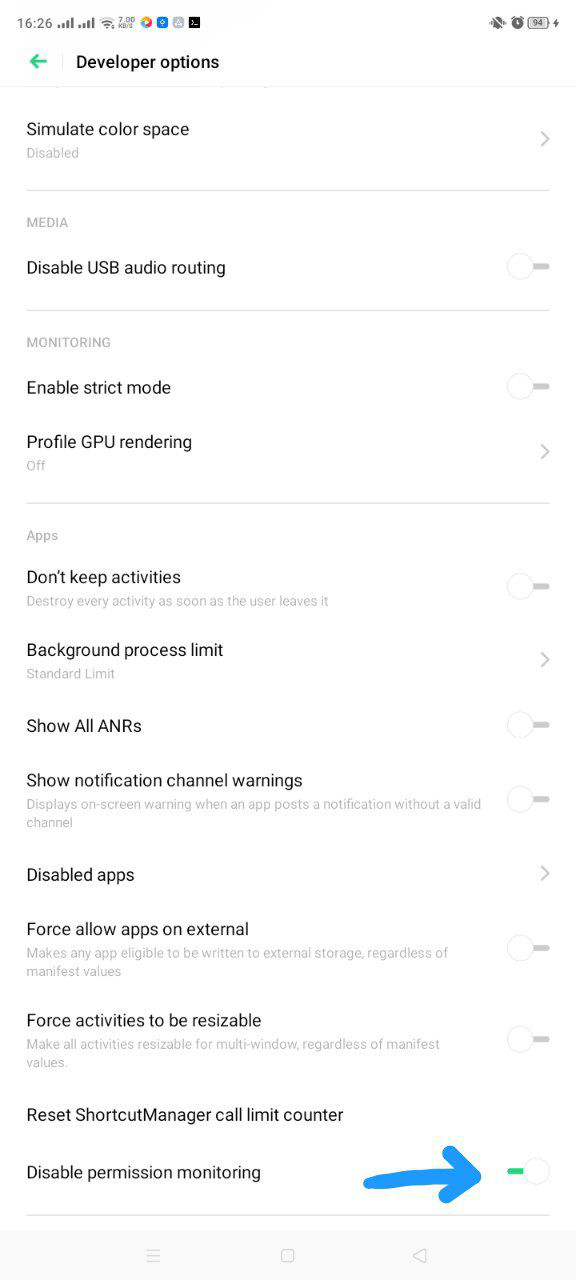 16:26
7.00
KB/S
94
Developer options
Simulate color space
Disabled
MEDIA
Disable USB audio routing
MONITORING
Enable strict mode
Profile GPU rendering
Off
Apps
Don't keep activities
Destroy every activity as soon as the user leaves it
Background process limit
Standard Limit
Show All ANRs
Show notification channel warnings
Displays on-screen warning when an app posts a notification without a valid
channel
Disabled apps
Force allow apps on external
Makes any app eligible to be written to external storage, regardless of
manifest values
Force activities to be resizable
Make all activities resizable for multi-window, regardless of manifest
values.
Reset ShortcutManager call limit counter
Disable permission monitoring